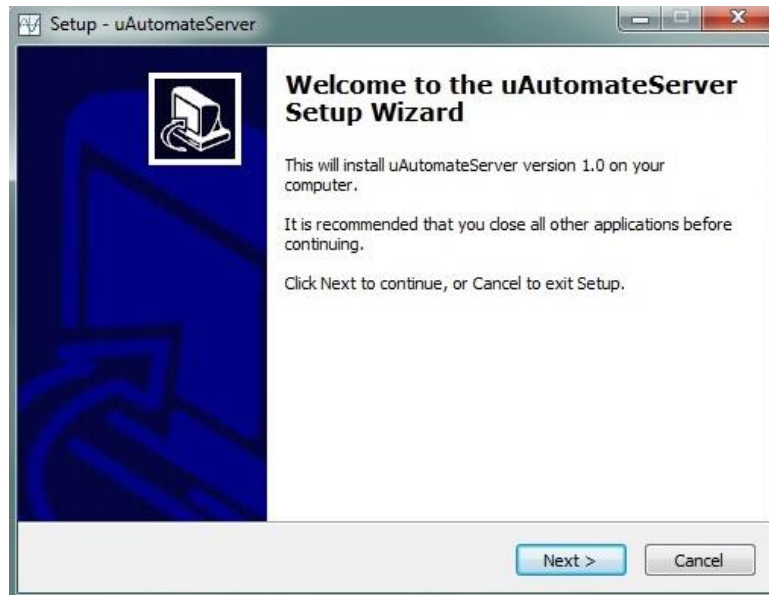 Setup - uAutomateServer
Welcome to the uAutomateServer
Setup Wizard
This will install uAutomateServer version 1.0 on your
computer.
It is recommended that you close all other applications before
continuing.
Click Next to continue, or Cancel to exit Setup.
Next >
Cancel